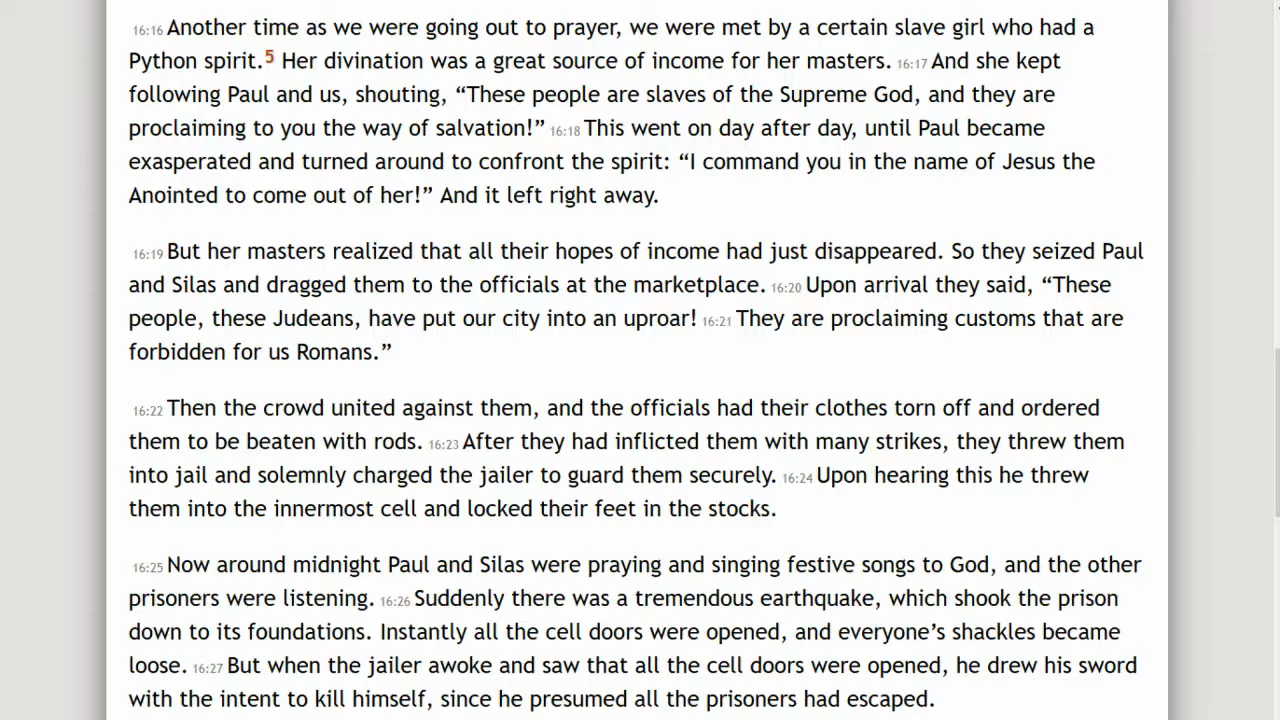 16:16 Another time as we were going out to prayer, we were met by a certain slave girl who had a
Python spirit.5 Her divination was a great source of income for her masters. 16:17 And she kept
following Paul and us, shouting, “These people are slaves of the Supreme God, and they are
proclaiming to you the way of salvation!” 16:18 This went on day after day, until Paul became
exasperated and turned around to confront the spirit: “I command you in the name of Jesus the
Anointed to come out of her!” And it left right away.
16:19 But her masters realized that all their hopes of income had just disappeared. So they seized Paul
and Silas and dragged them to the officials at the marketplace. 16:20 Upon arrival they said, “These
people, these Judeans, have put our city into an uproar! 16:21 They are proclaiming customs that are
forbidden for us Romans.”
16:22 Then the crowd united against them, and the officials had their clothes torn off and ordered
them to be beaten with rods. 16:23 After they had inflicted them with many strikes, they threw them
into jail and solemnly charged the jailer to guard them securely. 16:24 Upon hearing this he threw
them into the innermost cell and locked their feet in the stocks.
16:25 Now around midnight Paul and Silas were praying and singing festive songs to God, and the other
prisoners were listening. 16:26 Suddenly there was a tremendous earthquake, which shook the prison
down to its foundations. Instantly all the cell doors were opened, and everyone’s shackles became
loose. 16:27 But when the jailer awoke and saw that all the cell doors were opened, he drew his sword
with the intent to kill himself, since he presumed all the prisoners had escaped.